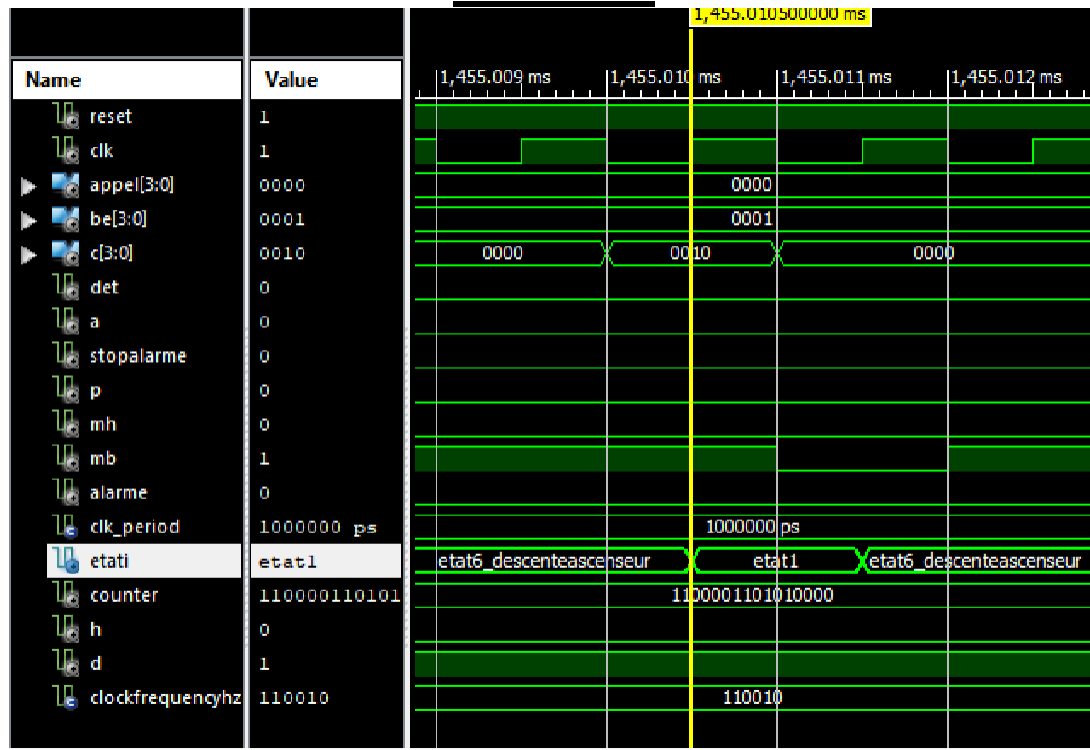 1,455.010500000 ms
Name Value 1,455.009 ms 1,455.010 ms 1,455.011 ms 1,455.012 ms
reset 1
clk 1
appel[3:0] 0000 0000
be[3:0] 0001 0001
c[3:0] 0010 0000 0010 0000
det 0
a 0
stopalarme 0
p 0
mh 0
mb 1
alarme 0
clk_period 1000000 ps 1000000 ps
etati etat1 etat6_descenteascenseur etat1 etat6_descenteascenseur
counter 110000110101 1100001101010000
h 0
d 1
clockfrequencyhz 110010 110010